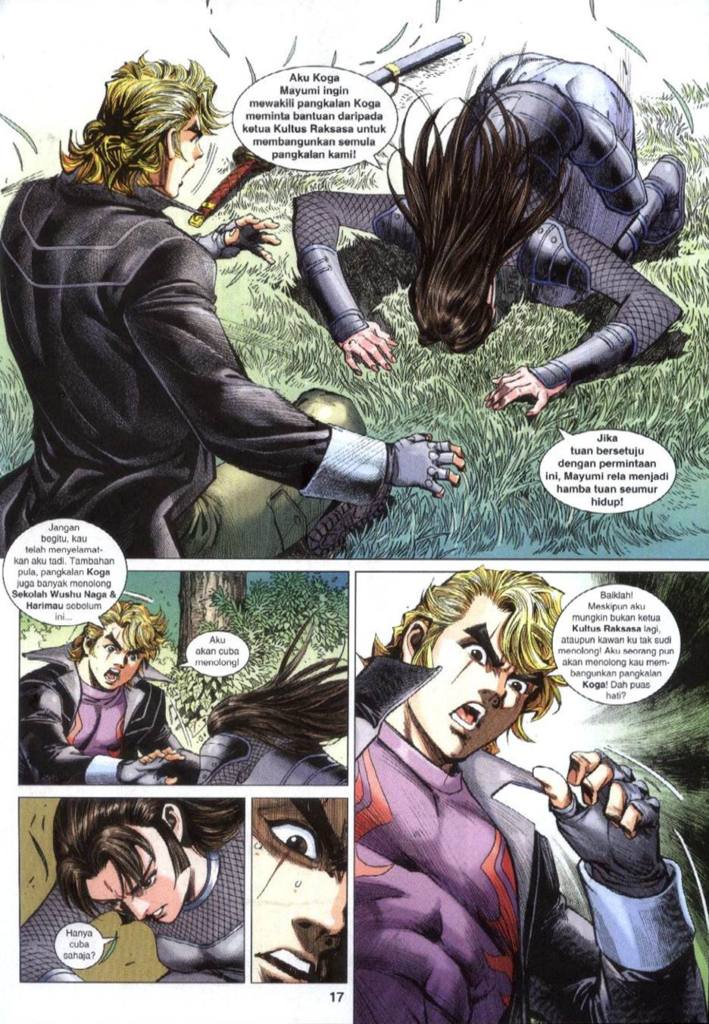 Aku Koga
Mayumi ingin
mewakili pangkalan Koga
meminta bantuan daripada
ketua Kultus Raksasa untuk
membangunkan semula
pangkalan kami!
Jika
tuan bersetuju
dengan permintaan
ini, Mayumi rela menjadi
hamba tuan seumur
hidup!
Jangan
begitu, kau
telah menyelamat-
kan aku tadi. Tambahan
pula, pangkalan Koga
juga banyak menolong
Sekolah Wushu Naga &
Harimau sebelum
ini...
Aku
akan cuba
menolong!
Hanya
cuba
sahaja?
Baiklah!
Meskipun aku
mungkin bukan ketua
Kultus Raksasa lagi,
ataupun kawan ku tak sudi
menolong! Aku seorang pun
akan menolong kau mem-
bangunkan pangkalan
Koga! Dah puas
hati?
17